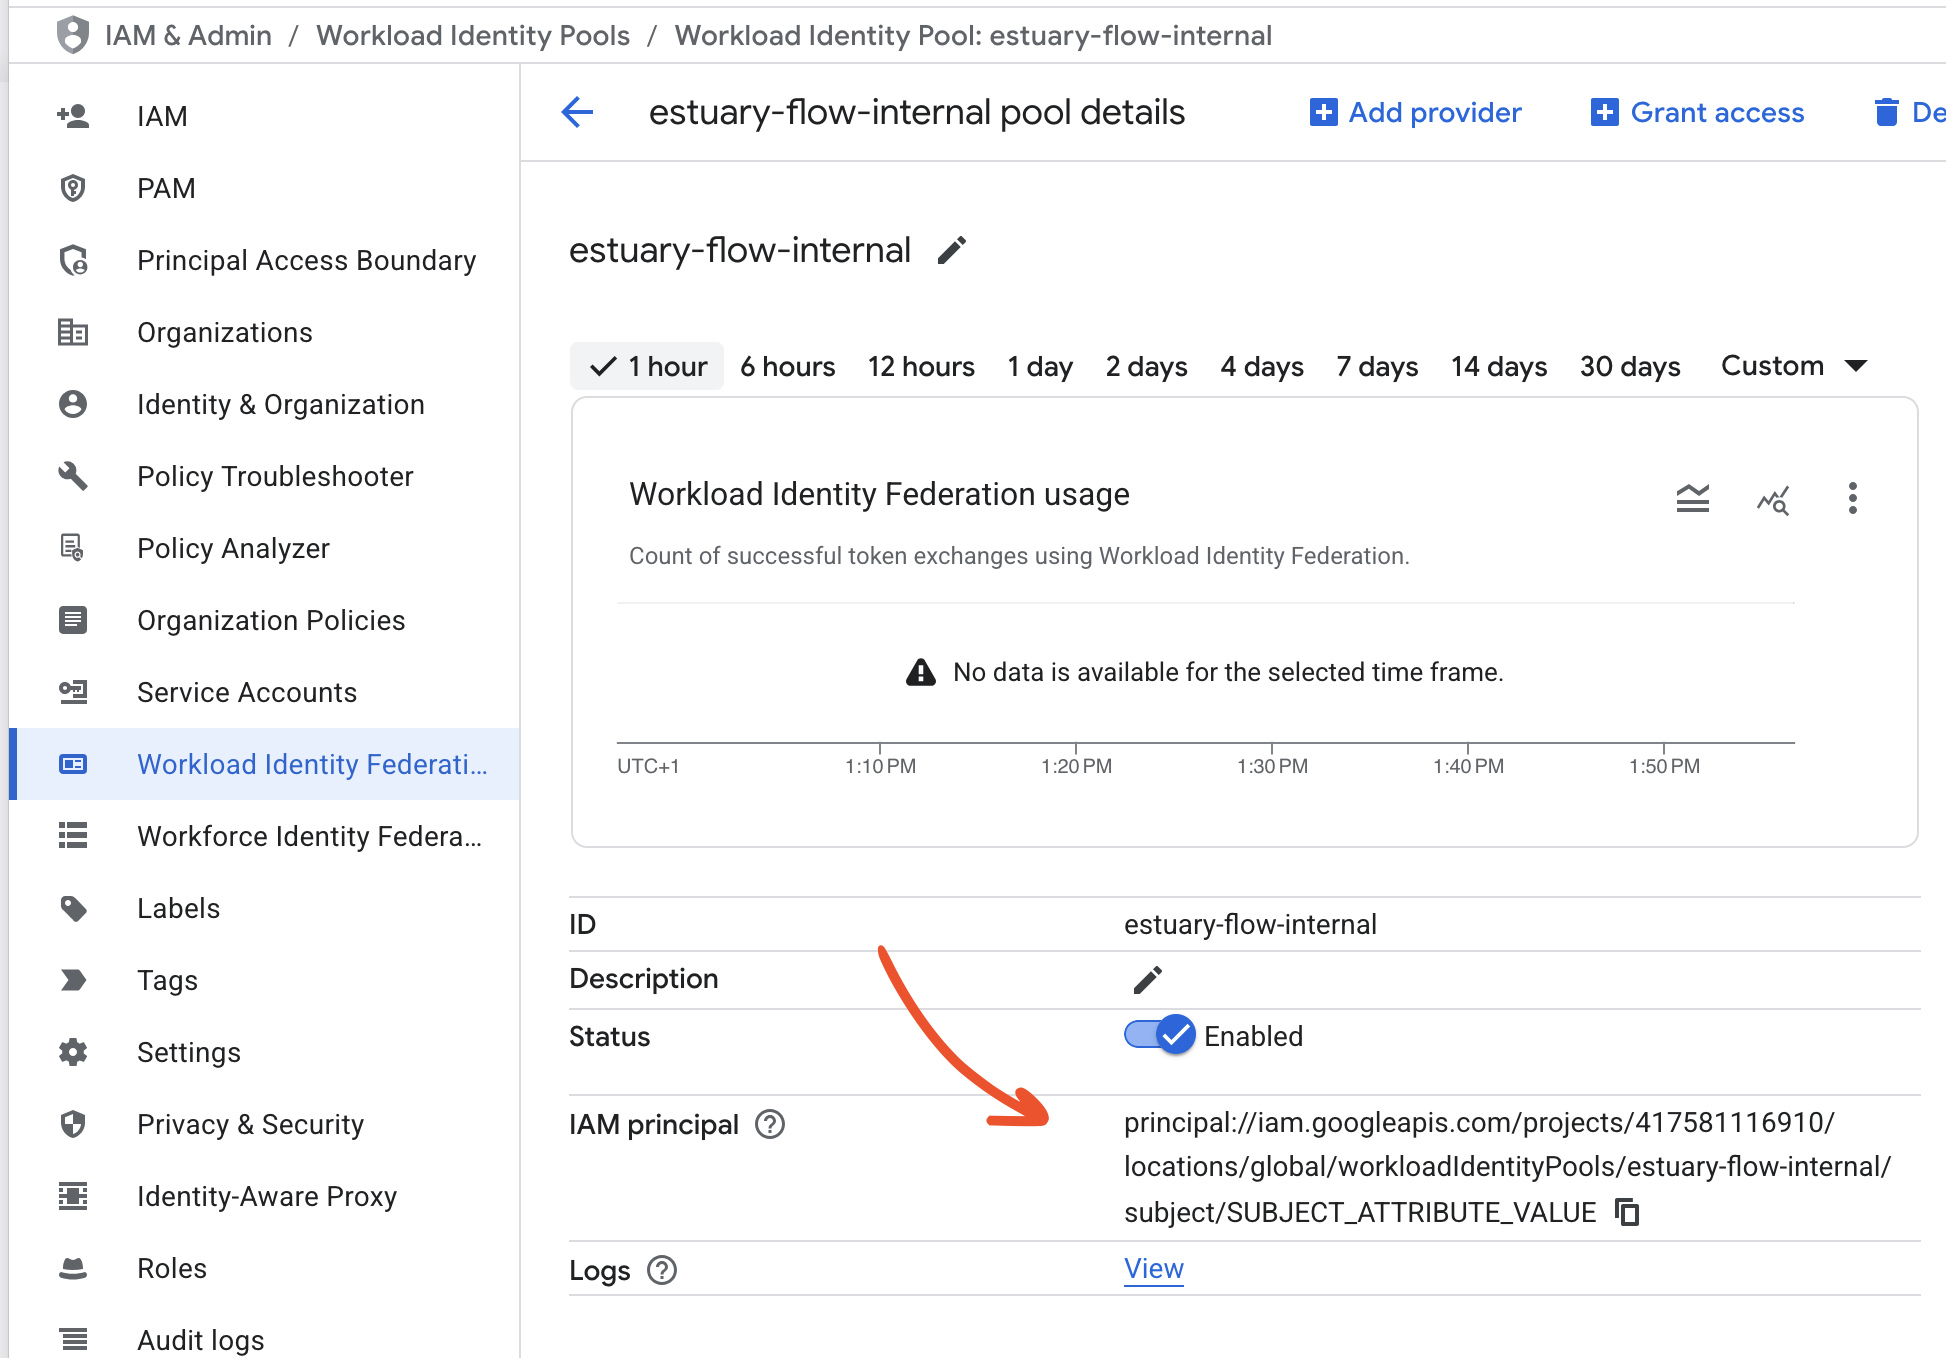 IAM & Admin / Workload Identity Pools / Workload Identity Pool: estuary-flow-internal
IAM
PAM
Principal Access Boundary
Organizations
Identity & Organization
Policy Troubleshooter
Policy Analyzer
Organization Policies
Service Accounts
Workload Identity Federati...
Workforce Identity Federa...
Labels
Tags
Settings
Privacy & Security
Identity-Aware Proxy
Roles
Audit logs
estuary-flow-internal pool details
Add provider
Grant access
De
estuary-flow-internal
1 hour 6 hours 12 hours 1 day 2 days 4 days 7 days 14 days 30 days Custom
Workload Identity Federation usage
Count of successful token exchanges using Workload Identity Federation.
No data is available for the selected time frame.
UTC+1 1:10 PM 1:20 PM 1:30 PM 1:40 PM 1:50 PM
ID estuary-flow-internal
Description
Status Enabled
IAM principal principal://iam.googleapis.com/projects/417581116910/
locations/global/workloadIdentityPools/estuary-flow-internal/
subject/SUBJECT_ATTRIBUTE_VALUE
Logs View